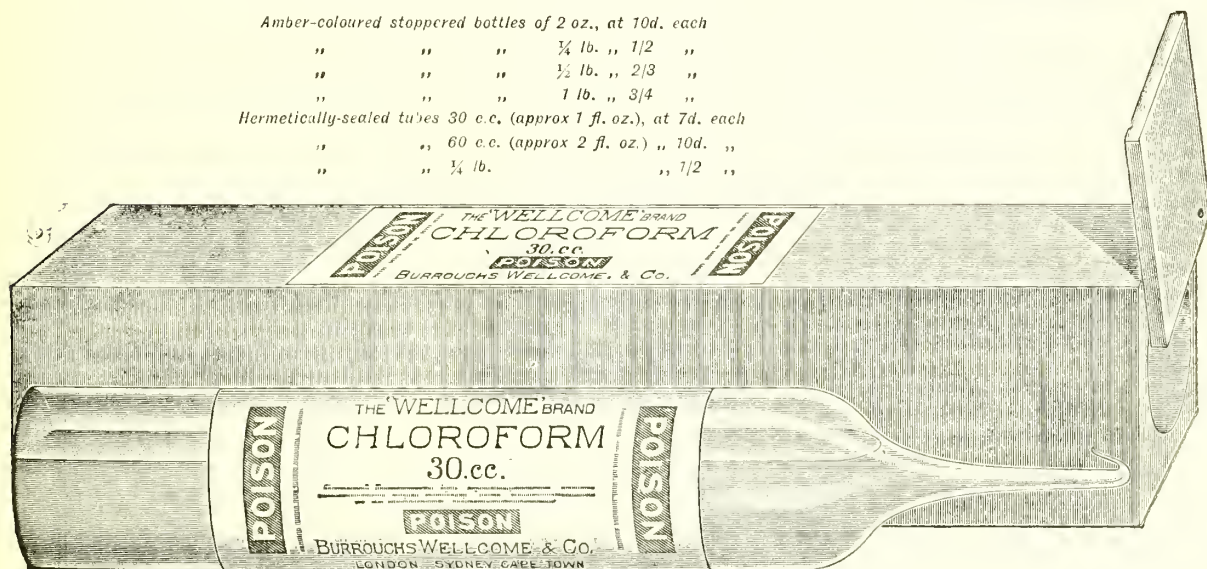 Amber-coloured stoppered bottles of 2 oz., at 10d. each
,, ,, ,, ¼ lb. ,, 1/2 ,,
,, ,, ,, ½ lb. ,, 2/3 ,,
,, ,, ,, 1 lb. ,, 3/4 ,,
Hermetically-sealed tubes 30 c.c. (approx 1 fl. oz.), at 7d. each
,, ,, 60 c.c. (approx 2 fl. oz.) ,, 10d. ,,
,, ,, ¼ lb. ,, 1/2 ,,
POISON
THE 'WELLCOME' BRAND
CHLOROFORM
30.cc.
POISON
BURROUGHS WELLCOME. & Co.
POISON
POISON
THE 'WELLCOME' BRAND
CHLOROFORM
30.cc.
POISON
BURROUGHS WELLCOME & Co.
LONDON SYDNEY CAPE TOWN
POISON